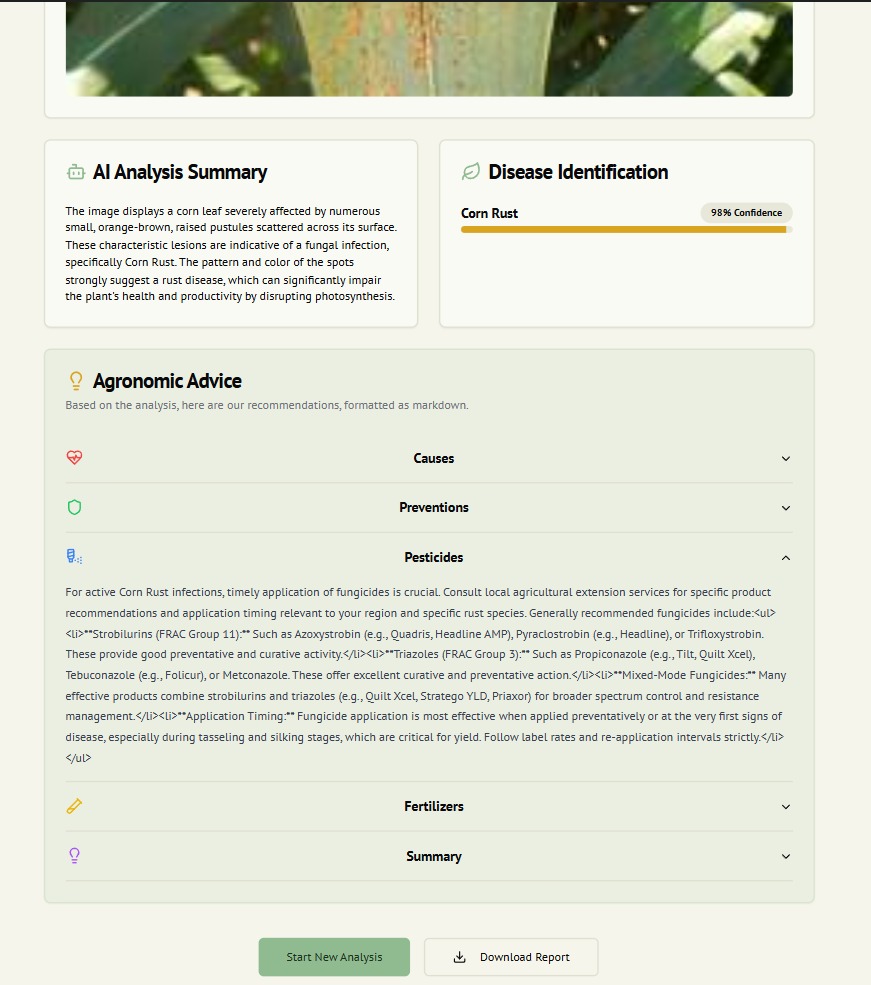 AI Analysis Summary
The image displays a corn leaf severely affected by numerous
small, orange-brown, raised pustules scattered across its surface.
These characteristic lesions are indicative of a fungal infection,
specifically Corn Rust. The pattern and color of the spots
strongly suggest a rust disease, which can significantly impair
the plant's health and productivity by disrupting photosynthesis.
Disease Identification
Corn Rust
98% Confidence
Agronomic Advice
Based on the analysis, here are our recommendations, formatted as markdown.
Causes
Preventions
Pesticides
For active Corn Rust infections, timely application of fungicides is crucial. Consult local agricultural extension services for specific product
recommendations and application timing relevant to your region and specific rust species. Generally recommended fungicides include:<ul>
<li>**Strobilurins (FRAC Group 11):** Such as Azoxystrobin (e.g., Quadris, Headline AMP), Pyraclostrobin (e.g., Headline), or Trifloxystrobin.
These provide good preventative and curative activity.</li><li>**Triazoles (FRAC Group 3):** Such as Propiconazole (e.g., Tilt, Quilt Xcel),
Tebuconazole (e.g., Folicur), or Metconazole. These offer excellent curative and preventative action.</li><li>**Mixed-Mode Fungicides:** Many
effective products combine strobilurins and triazoles (e.g., Quilt Xcel, Stratego YLD, Priaxor) for broader spectrum control and resistance
management.</li><li>**Application Timing:** Fungicide application is most effective when applied preventatively or at the very first signs of
disease, especially during tasseling and silking stages, which are critical for yield. Follow label rates and re-application intervals strictly.</li>
</ul>
Fertilizers
Summary
Start New Analysis
Download Report